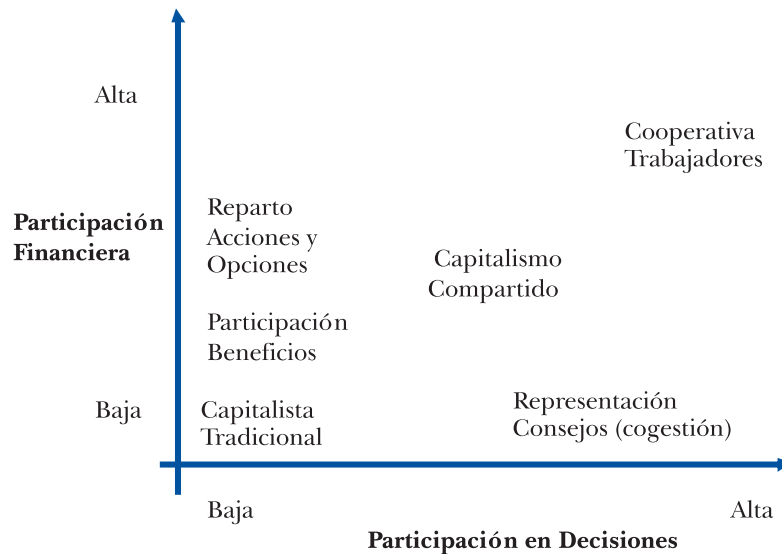 Alta
Cooperativa
Trabajadores
Participación
Financiera
Reparto
Acciones y
Opciones
Capitalismo
Compartido
Participación
Beneficios
Baja
Capitalista
Tradicional
Representación
Consejos (cogestión)
Baja
Alta
Participación en Decisiones